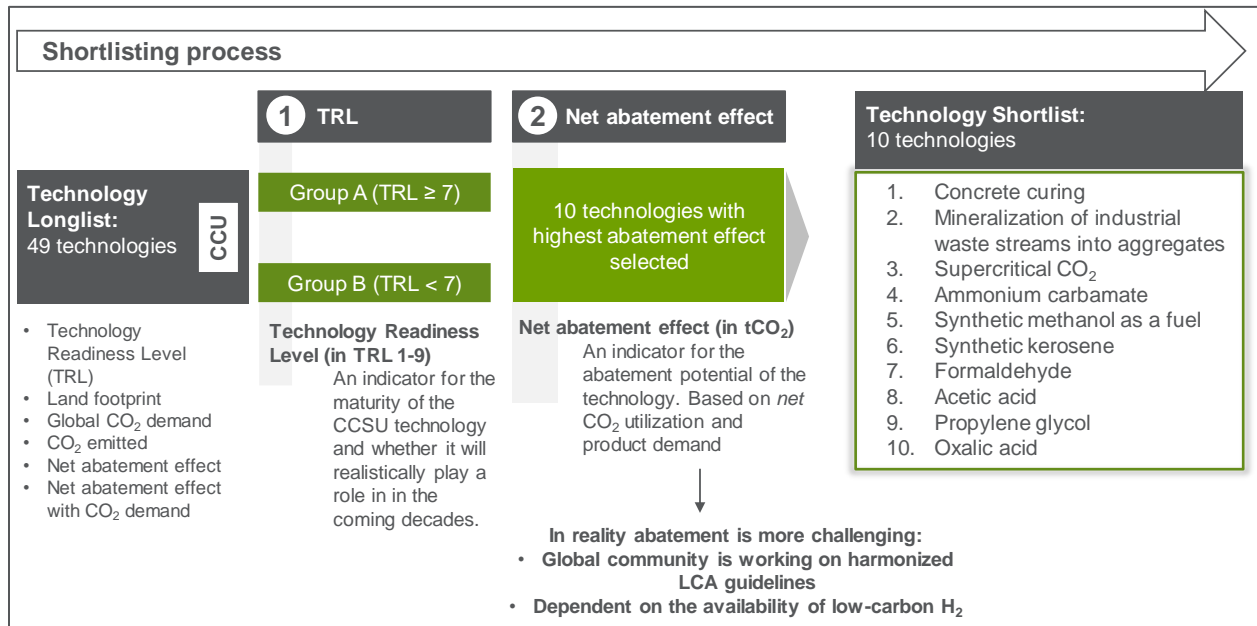 Shortlisting process
1 TRL
2 Net abatement effect
Technology Shortlist:
10 technologies
Technology
Longlist:
49 technologies
CCU
Group A (TRL ≥ 7)
Group B (TRL < 7)
10 technologies with
highest abatement effect
selected
1. Concrete curing
2. Mineralization of industrial
waste streams into aggregates
3. Supercritical CO₂
4. Ammonium carbamate
5. Synthetic methanol as a fuel
6. Synthetic kerosene
7. Formaldehyde
8. Acetic acid
9. Propylene glycol
10. Oxalic acid
• Technology
Readiness Level
(TRL)
• Land footprint
• Global CO₂ demand
• CO₂ emitted
• Net abatement effect
• Net abatement effect
with CO₂ demand
Technology Readiness
Level (in TRL 1-9)
An indicator for the
maturity of the
CCSU technology
and whether it will
realistically play a
role in in the
coming decades.
Net abatement effect (in tCO₂)
An indicator for the
abatement potential of the
technology. Based on net
CO₂ utilization and
product demand
In reality abatement is more challenging:
• Global community is working on harmonized
LCA guidelines
• Dependent on the availability of low-carbon H₂